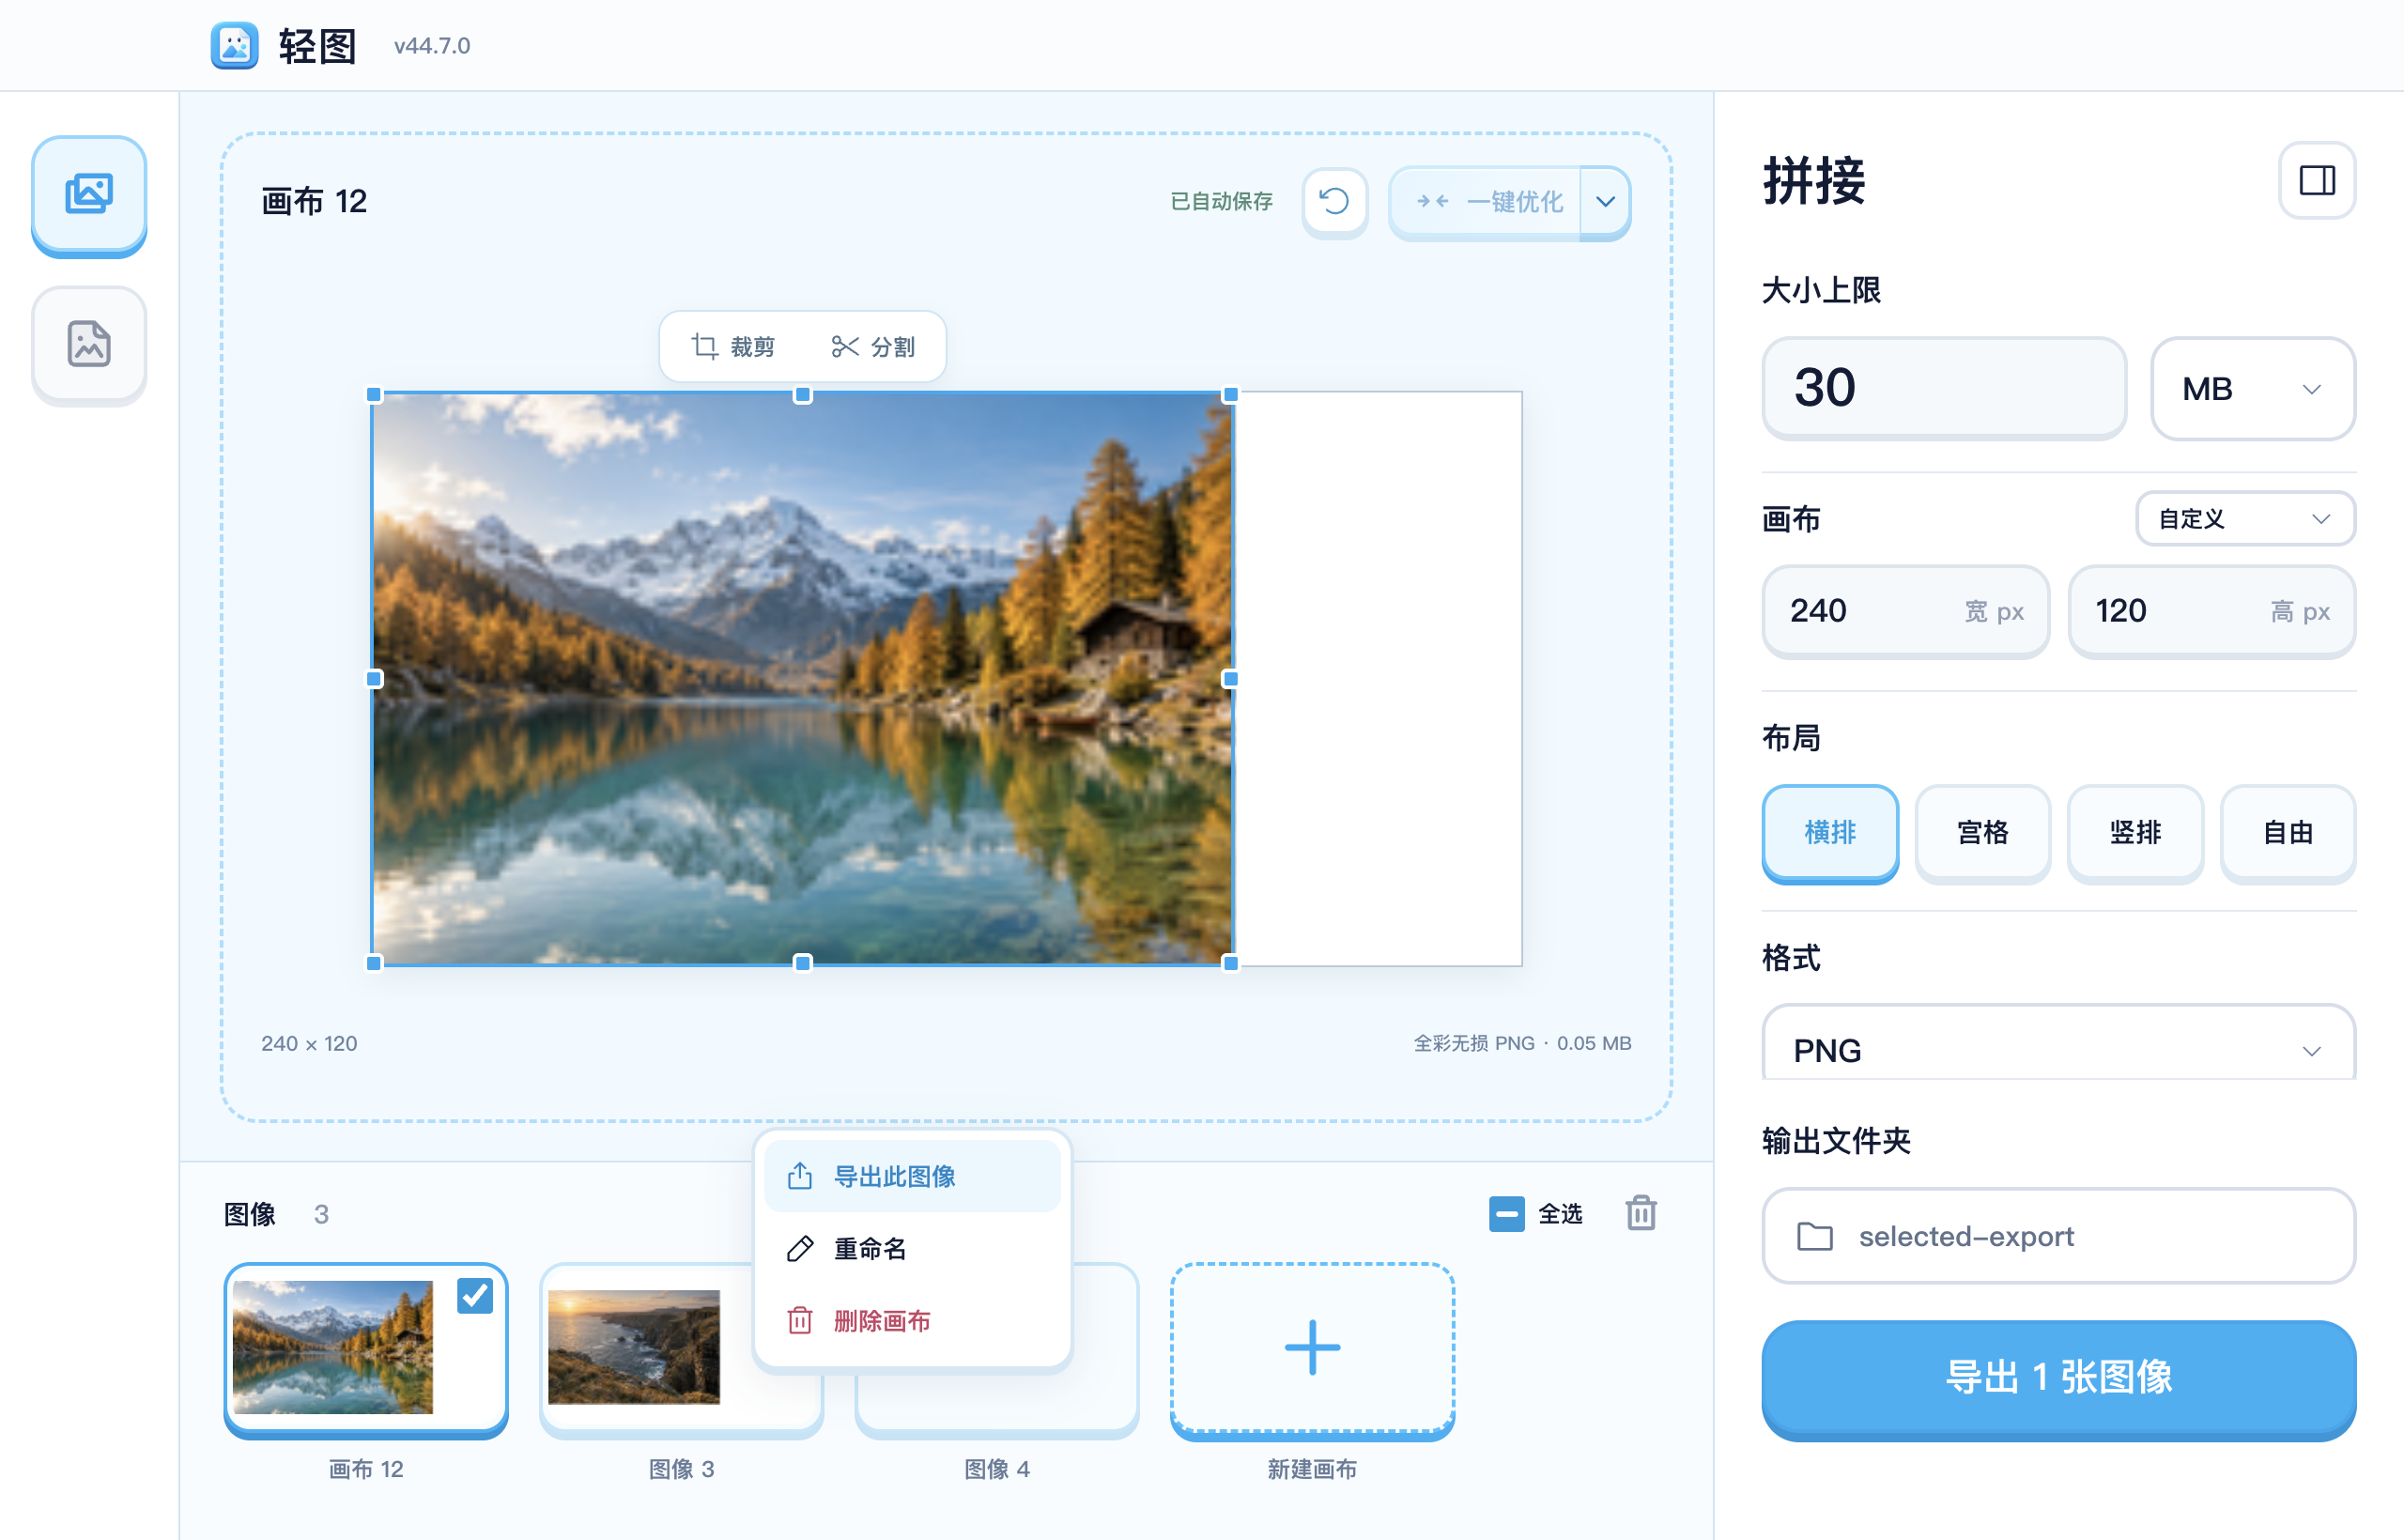 轻图 v44.7.0
画布 12
已自动保存
一键优化
裁剪 分割
240 × 120
全彩无损 PNG · 0.05 MB
图像 3
全选
导出此图像
重命名
删除画布
画布 12
图像 3
图像 4
新建画布
拼接
大小上限
30 MB
画布 自定义
240 宽 px 120 高 px
布局
横排 宫格 竖排 自由
格式
PNG
输出文件夹
selected-export
导出 1 张图像